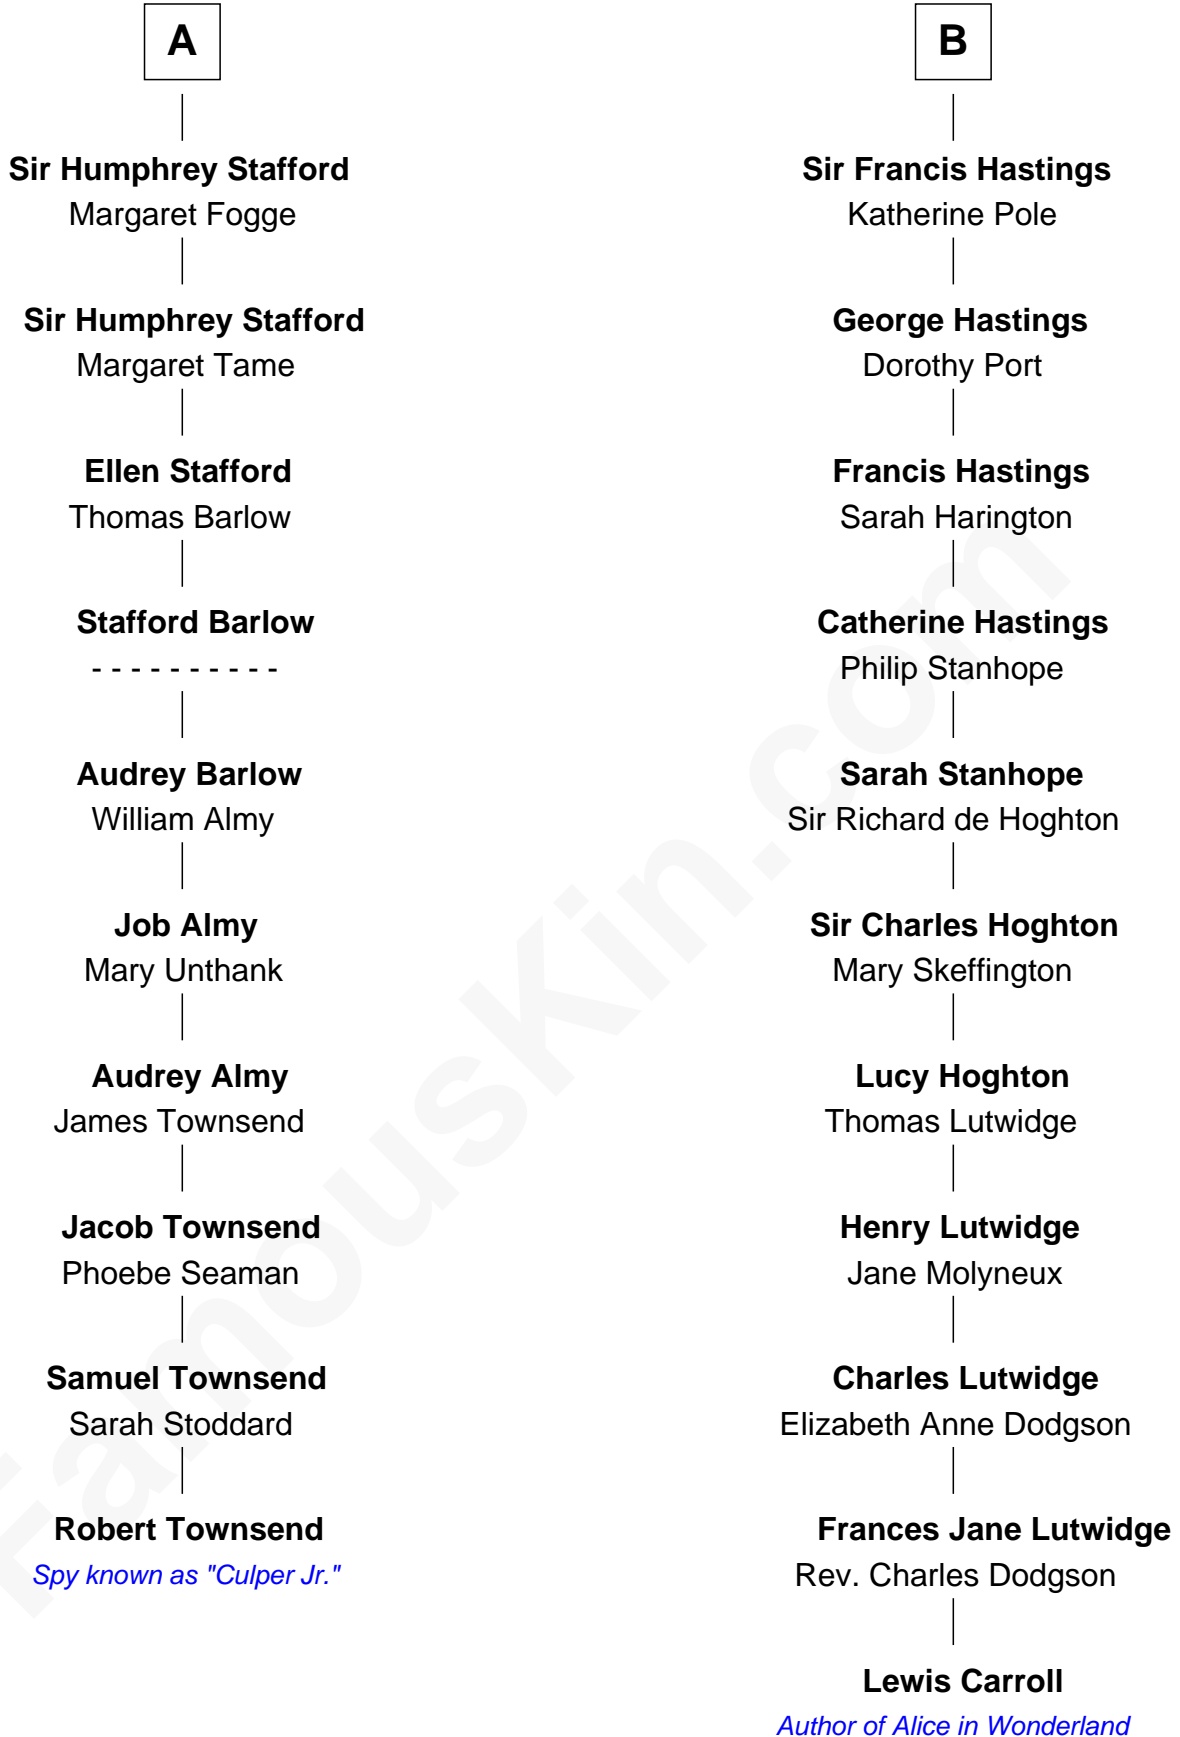 A
Sir Humphrey Stafford
Margaret Fogge
Sir Humphrey Stafford
Margaret Tame
Ellen Stafford
Thomas Barlow
Stafford Barlow
- - - - - - - - - -
Audrey Barlow
William Almy
Job Almy
Mary Unthank
Audrey Almy
James Townsend
Jacob Townsend
Phoebe Seaman
Samuel Townsend
Sarah Stoddard
Robert Townsend
Spy known as "Culper Jr."
B
Sir Francis Hastings
Katherine Pole
George Hastings
Dorothy Port
Francis Hastings
Sarah Harington
Catherine Hastings
Philip Stanhope
Sarah Stanhope
Sir Richard de Hoghton
Sir Charles Hoghton
Mary Skeffington
Lucy Hoghton
Thomas Lutwidge
Henry Lutwidge
Jane Molyneux
Charles Lutwidge
Elizabeth Anne Dodgson
Frances Jane Lutwidge
Rev. Charles Dodgson
Lewis Carroll
Author of Alice in Wonderland
FamousKin.com